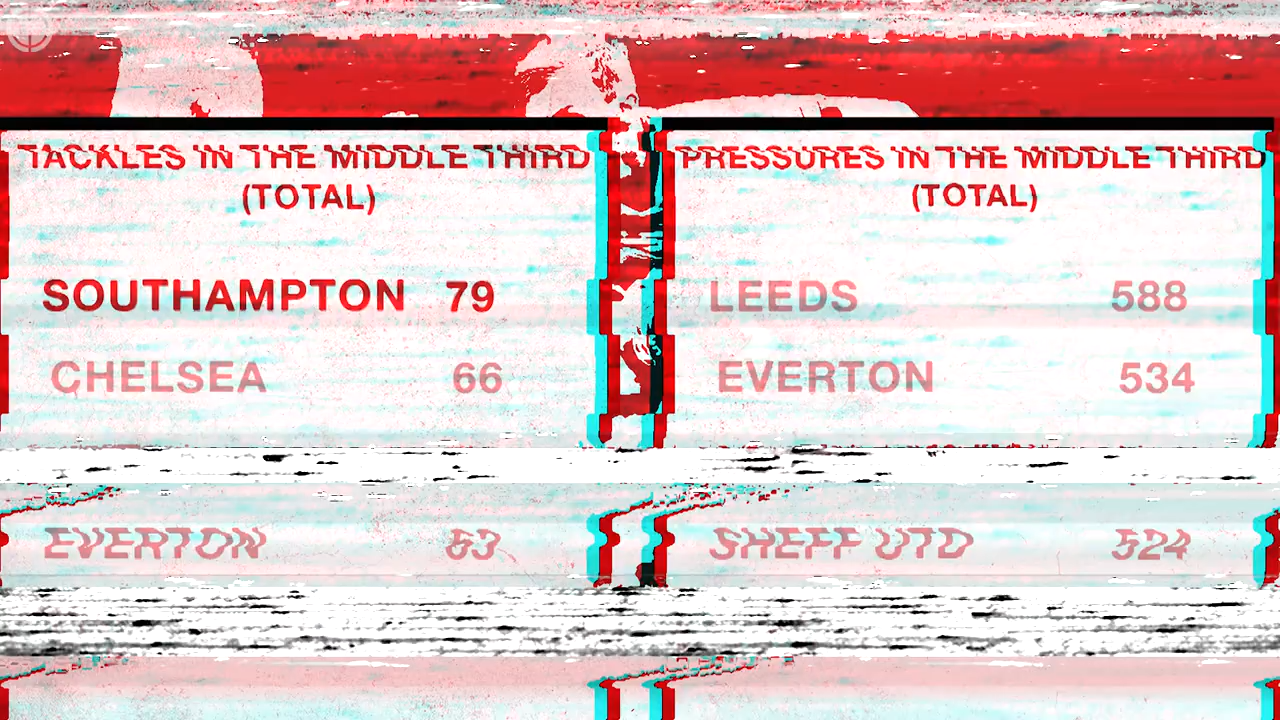 TACKLES IN THE MIDDLE THIRD
(TOTAL)
SOUTHAMPTON 79
CHELSEA 66
EVERTON 63
PRESSURES IN THE MIDDLE THIRD
(TOTAL)
LEEDS 588
EVERTON 534
SHEFF UTD 524